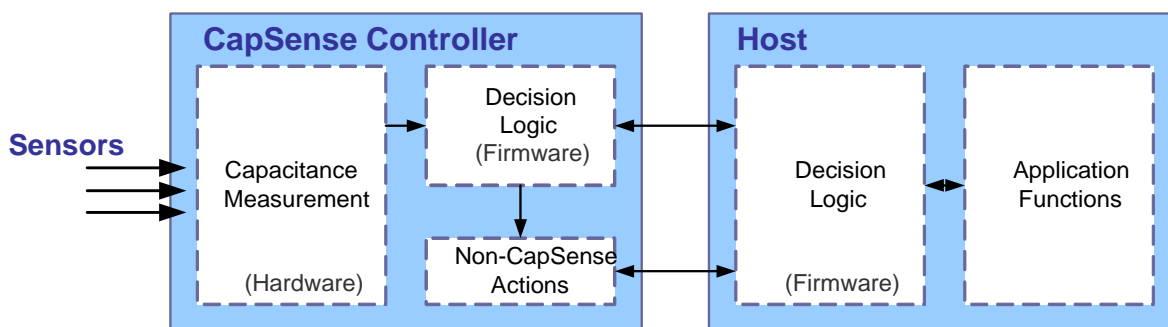 CapSense Controller
Host
Sensors
Capacitance
Measurement
(Hardware)
Decision
Logic
(Firmware)
Non-CapSense
Actions
Decision
Logic
(Firmware)
Application
Functions